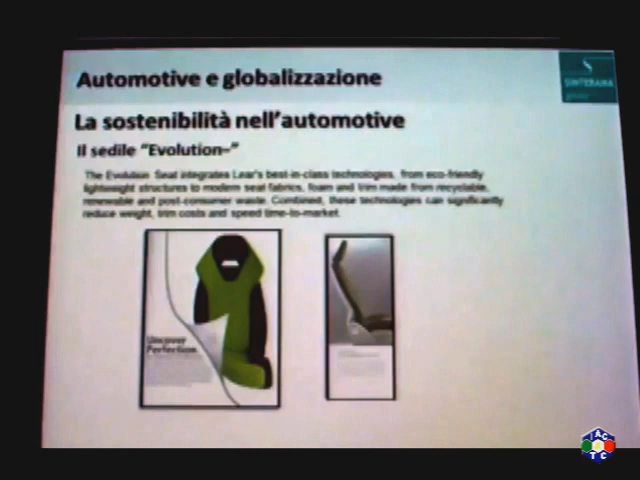 Automotive e globalizzazione
SINTERAMA
La sostenibilità nell'automotive
Il sedile "Evolution–"
The Evolution Seat integrates Lear's best-in-class technologies, from eco-friendly
lightweight structures to modern seat fabrics, foam and trim made from recyclable,
renewable and post-consumer waste. Combined, these technologies can significantly
reduce weight, trim costs and speed time-to-market.
Uncover
Perfection.